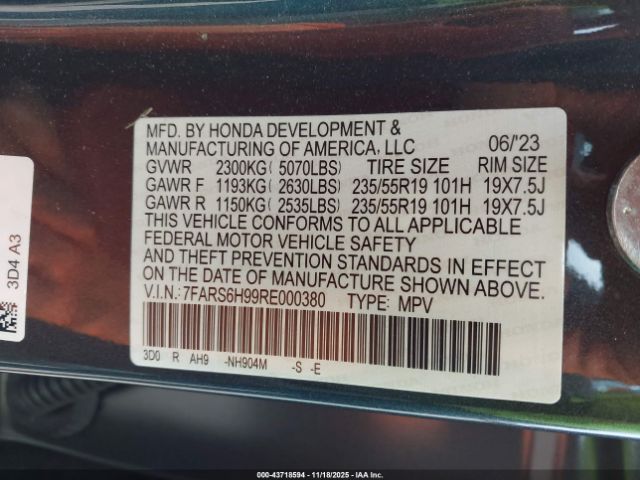 MFD. BY HONDA DEVELOPMENT &
MANUFACTURING OF AMERICA, LLC 06/'23
GVWR 2300KG( 5070LBS) TIRE SIZE RIM SIZE
GAWR F 1193KG( 2630LBS) 235/55R19 101H 19X7.5J
GAWR R 1150KG( 2535LBS) 235/55R19 101H 19X7.5J
THIS VEHICLE CONFORMS TO ALL APPLICABLE
FEDERAL MOTOR VEHICLE SAFETY
AND THEFT PREVENTION STANDARDS IN EFFECT
ON THE DATE OF MANUFACTURE SHOWN ABOVE.
V.I.N.:7FARS6H99RE000380 TYPE: MPV
3D0 R AH9 -NH904M -S -E
3D4 A3
000-43718594 - 11/18/2025 - IAA Inc.